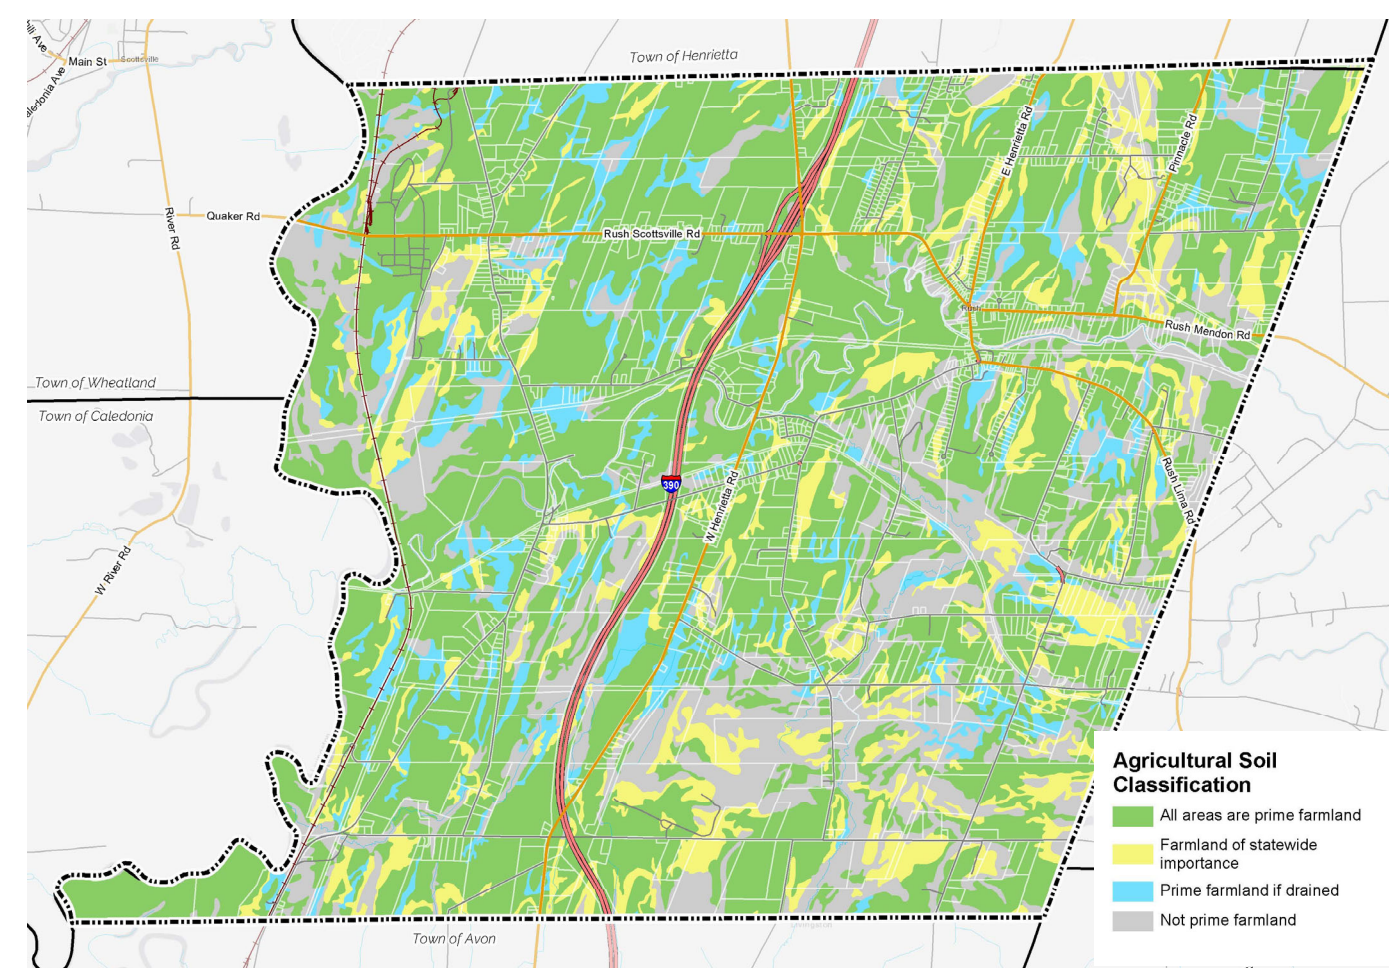 Town of Henrietta
Main St
Scottsville
River Rd
Quaker Rd
Rush Scottsville Rd
E Henrietta Rd
Pinnacle Rd
Rush
Rush Mendon Rd
Town of Wheatland
Town of Caledonia
390
W Henrietta Rd
Rush Lima Rd
W River Rd
Town of Avon
Agricultural Soil
Classification
All areas are prime farmland
Farmland of statewide
importance
Prime farmland if drained
Not prime farmland